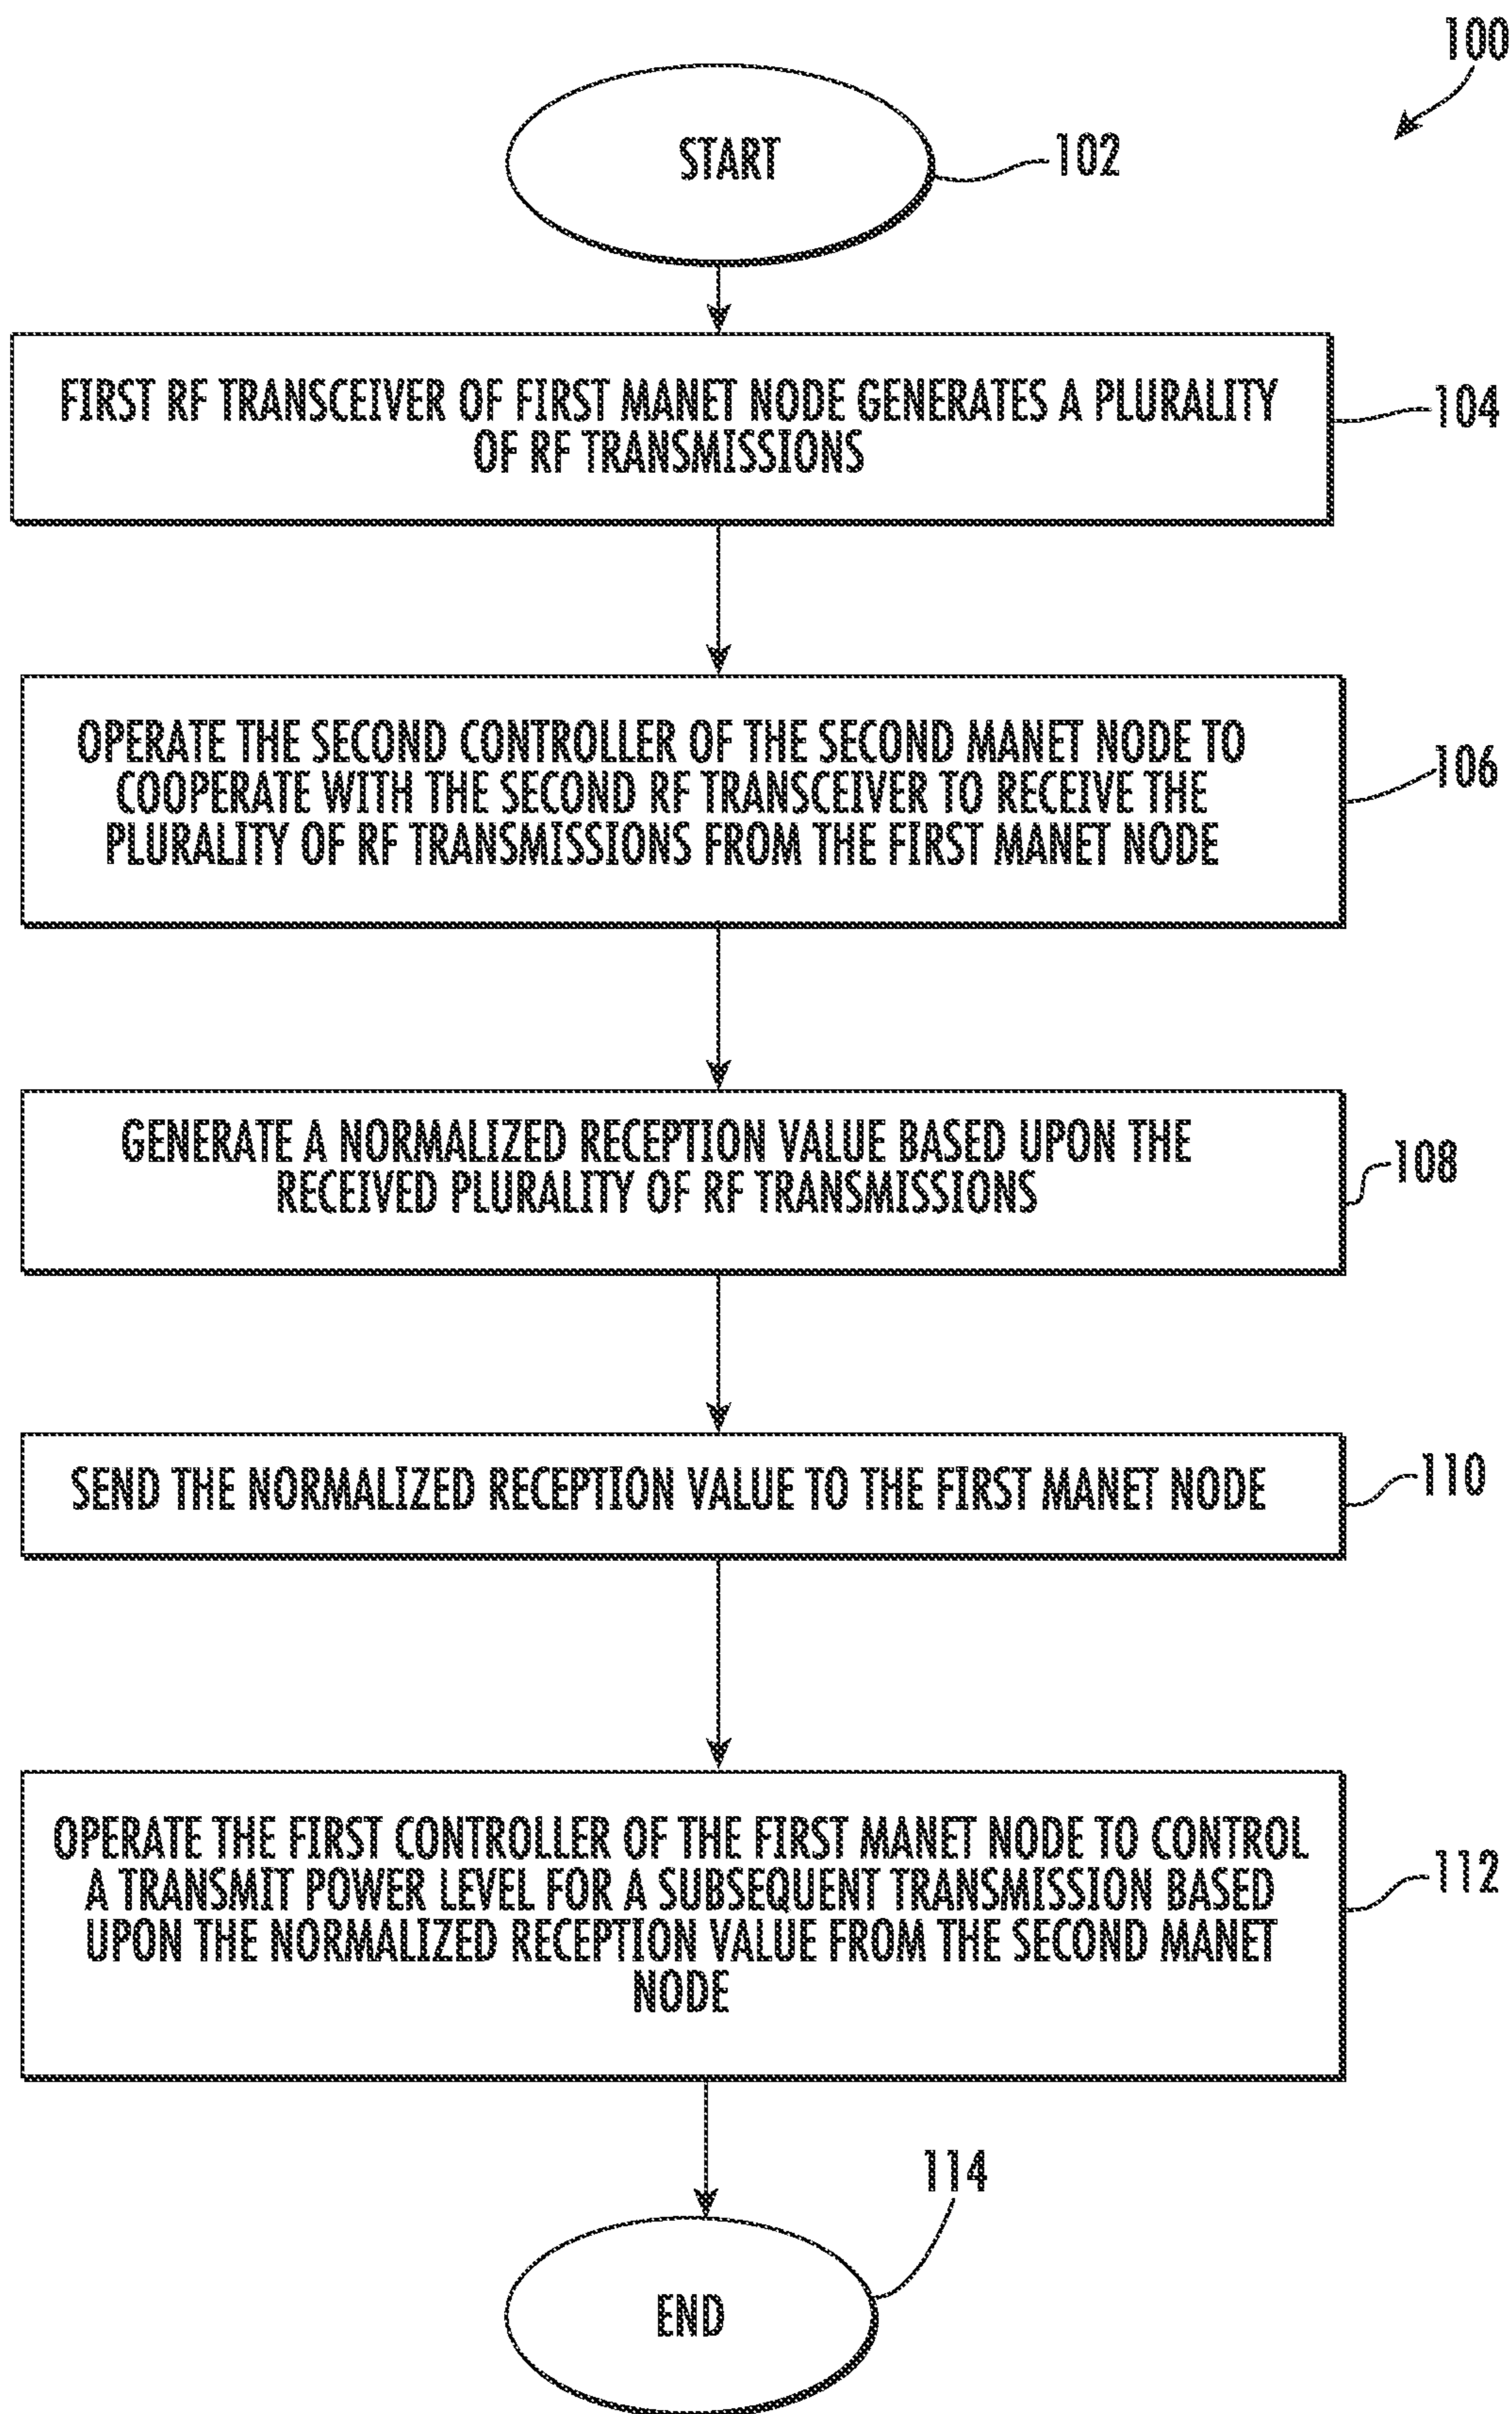 100
START
102
FIRST RF TRANSCEIVER OF FIRST MANET NODE GENERATES A PLURALITY
OF RF TRANSMISSIONS
104
OPERATE THE SECOND CONTROLLER OF THE SECOND MANET NODE TO
COOPERATE WITH THE SECOND RF TRANSCEIVER TO RECEIVE THE
PLURALITY OF RF TRANSMISSIONS FROM THE FIRST MANET NODE
106
GENERATE A NORMALIZED RECEPTION VALUE BASED UPON THE
RECEIVED PLURALITY OF RF TRANSMISSIONS
108
SEND THE NORMALIZED RECEPTION VALUE TO THE FIRST MANET NODE
110
OPERATE THE FIRST CONTROLLER OF THE FIRST MANET NODE TO CONTROL
A TRANSMIT POWER LEVEL FOR A SUBSEQUENT TRANSMISSION BASED
UPON THE NORMALIZED RECEPTION VALUE FROM THE SECOND MANET
NODE
112
114
END